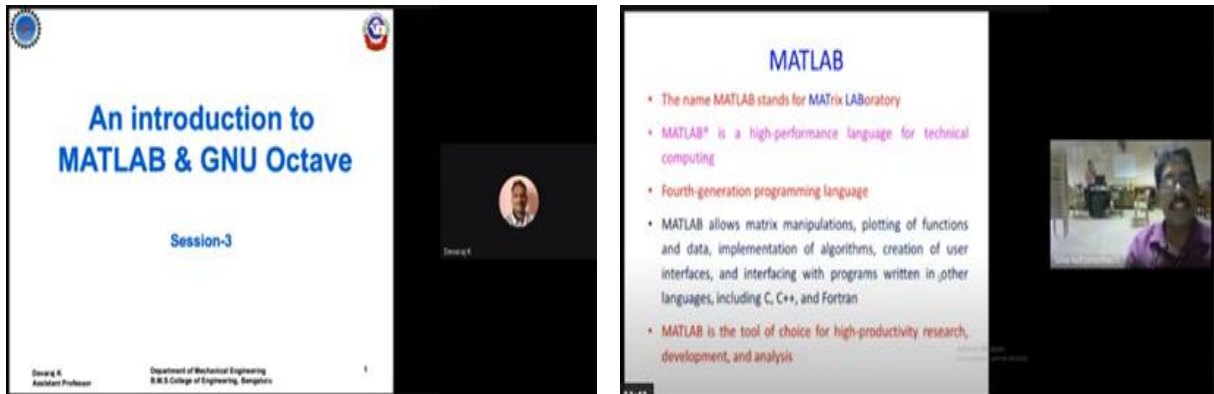 An introduction to
MATLAB & GNU Octave
Session-3
Devaraj K
Assistant Professor
Department of Mechanical Engineering
B.M.S.College of Engineering, Bengaluru
Devaraj K
MATLAB
• The name MATLAB stands for MATrix LABoratory
• MATLAB® is a high-performance language for technical
computing
• Fourth-generation programming language
• MATLAB allows matrix manipulations, plotting of functions
and data, implementation of algorithms, creation of user
interfaces, and interfacing with programs written in other
languages, including C, C++, and Fortran
• MATLAB is the tool of choice for high-productivity research,
development, and analysis